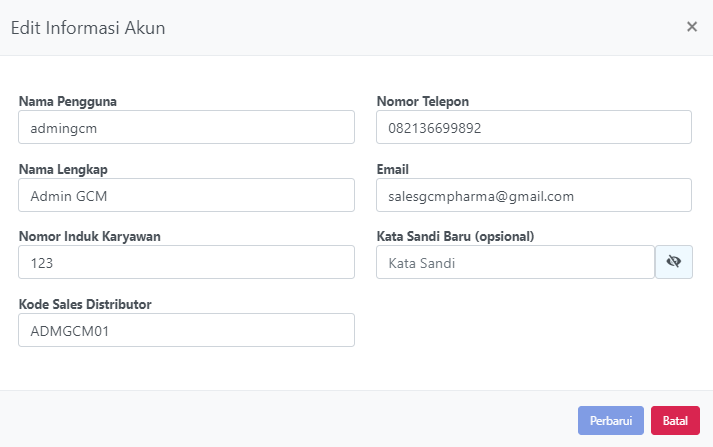 Edit Informasi Akun
×
Nama Pengguna
admingcm
Nomor Telepon
082136699892
Nama Lengkap
Admin GCM
Email
salesgcmpharma@gmail.com
Nomor Induk Karyawan
123
Kata Sandi Baru (opsional)
Kata Sandi
Kode Sales Distributor
ADMGCM01
Perbarui
Batal